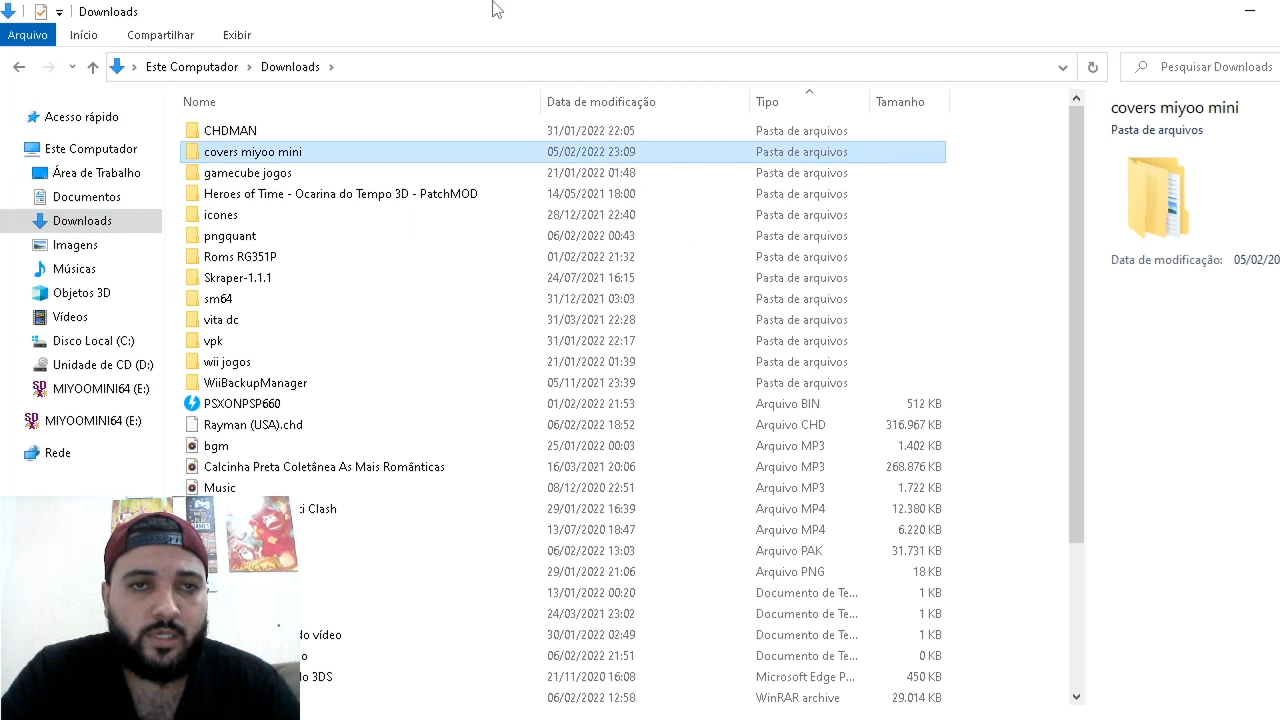 Downloads
Arquivo Início Compartilhar Exibir
Este Computador Downloads Pesquisar Downloads
Nome Data de modificação Tipo Tamanho
covers miyoo mini
Pasta de arquivos
Data de modificação: 05/02/20
Acesso rápido
Este Computador
Área de Trabalho
Documentos
Downloads
Imagens
Músicas
Objetos 3D
Vídeos
Disco Local (C:)
Unidade de CD (D:)
MIYOOMINI64 (E:)
MIYOOMINI64 (E:)
Rede
CHDMAN 31/01/2022 22:05 Pasta de arquivos
covers miyoo mini 05/02/2022 23:09 Pasta de arquivos
gamecube jogos 21/01/2022 01:48 Pasta de arquivos
Heroes of Time - Ocarina do Tempo 3D - PatchMOD 14/05/2021 18:00 Pasta de arquivos
icones 28/12/2021 22:40 Pasta de arquivos
pngquant 06/02/2022 00:43 Pasta de arquivos
Roms RG351P 01/02/2022 21:32 Pasta de arquivos
Skraper-1.1.1 24/07/2021 16:15 Pasta de arquivos
sm64 31/12/2021 03:03 Pasta de arquivos
vita dc 31/03/2021 22:28 Pasta de arquivos
vpk 31/01/2022 22:17 Pasta de arquivos
wii jogos 21/01/2022 01:39 Pasta de arquivos
WiiBackupManager 05/11/2021 23:39 Pasta de arquivos
PSXONPSP660 01/02/2022 21:53 Arquivo BIN 512 KB
Rayman (USA).chd 06/02/2022 18:52 Arquivo CHD 316.967 KB
bgm 25/01/2022 00:03 Arquivo MP3 1.402 KB
Calcinha Preta Coletânea As Mais Românticas 16/03/2021 20:06 Arquivo MP3 268.876 KB
Music 08/12/2020 22:51 Arquivo MP3 1.722 KB
i Clash 29/01/2022 16:39 Arquivo MP4 12.380 KB
13/07/2020 18:47 Arquivo MP4 6.220 KB
06/02/2022 13:03 Arquivo PAK 31.731 KB
29/01/2022 21:06 Arquivo PNG 18 KB
13/01/2022 00:20 Documento de Te... 1 KB
24/03/2021 23:02 Documento de Te... 1 KB
do vídeo 30/01/2022 02:49 Documento de Te... 1 KB
o 06/02/2022 21:51 Documento de Te... 0 KB
o 3DS 21/11/2020 16:08 Microsoft Edge P... 450 KB
06/02/2022 12:58 WinRAR archive 29.014 KB